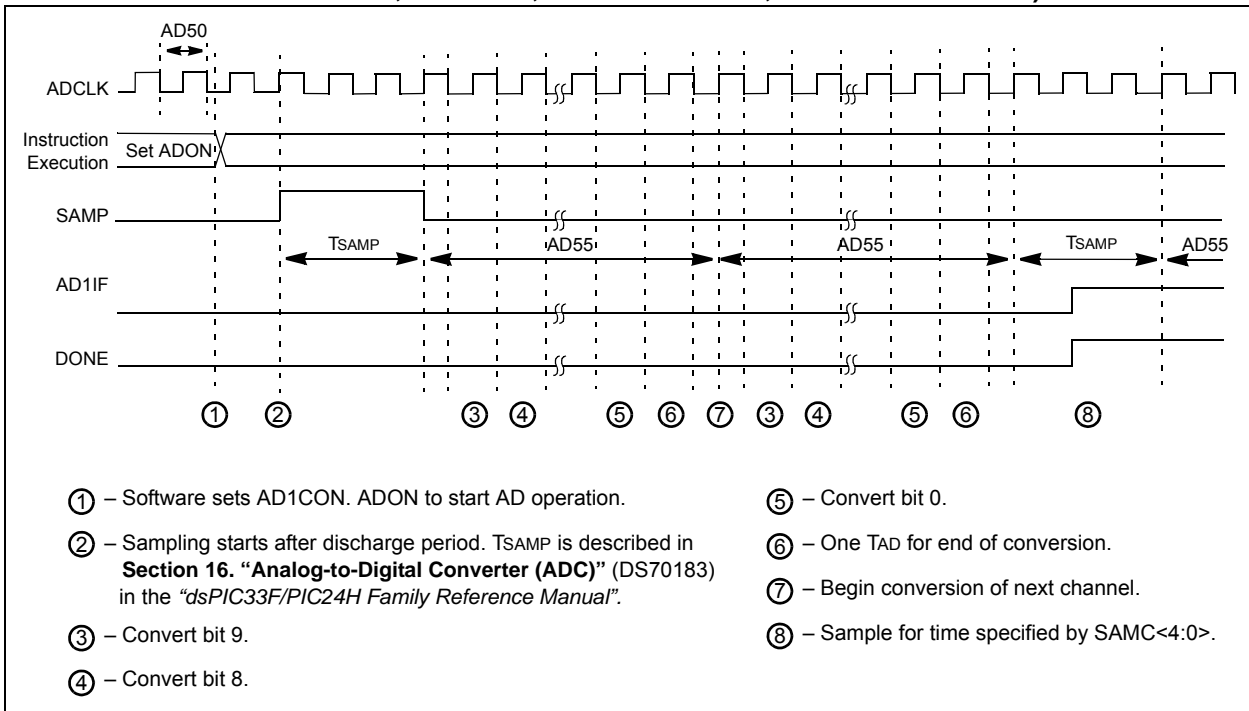 AD50
ADCLK
Instruction
Execution
Set ADON
SAMP
TSAMP
AD55
AD55
TSAMP
AD55
AD1IF
DONE
1 2 3 4 5 6 7 3 4 5 6 8
1 – Software sets AD1CON. ADON to start AD operation.
2 – Sampling starts after discharge period. TSAMP is described in
Section 16. “Analog-to-Digital Converter (ADC)” (DS70183)
in the “dsPIC33F/PIC24H Family Reference Manual”.
3 – Convert bit 9.
4 – Convert bit 8.
5 – Convert bit 0.
6 – One TAD for end of conversion.
7 – Begin conversion of next channel.
8 – Sample for time specified by SAMC<4:0>.